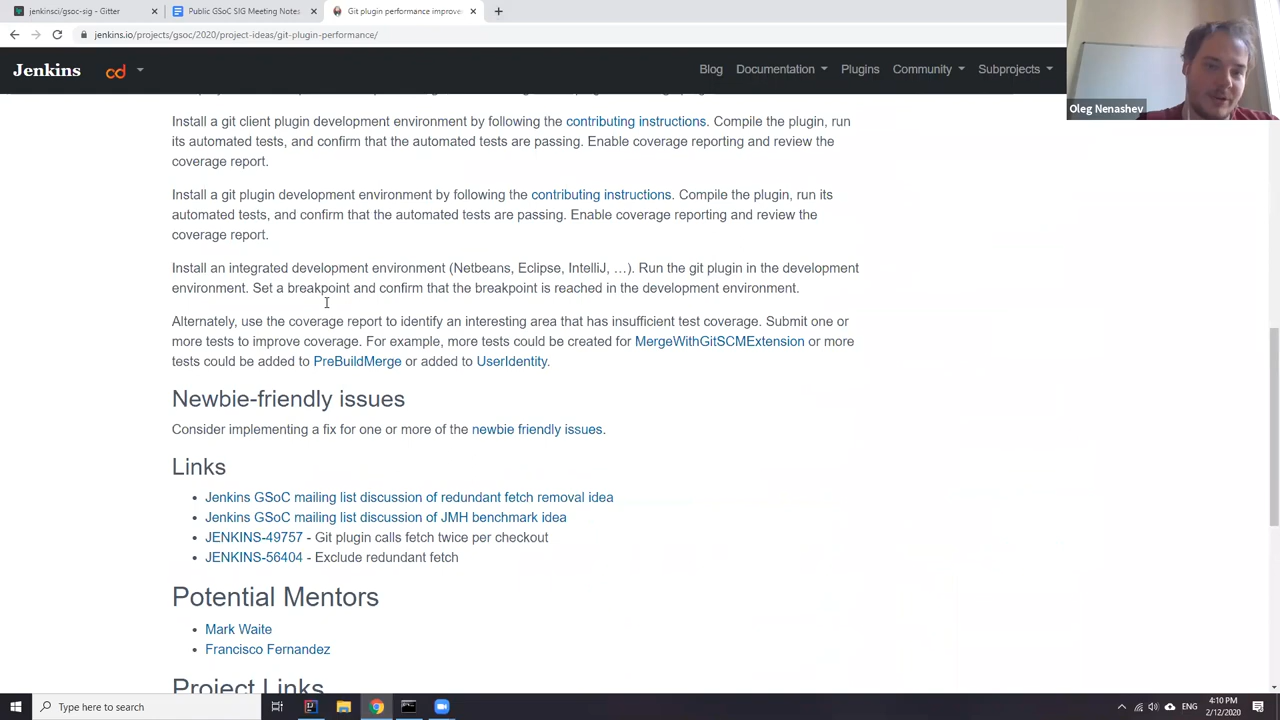 jenkinsci/gsoc-sig - Gitter
Public GSoC SIG Meeting Notes
Git plugin performance improve
jenkins.io/projects/gsoc/2020/project-ideas/git-plugin-performance/
Jenkins
cd
Blog Documentation Plugins Community Subprojects
Oleg Nenashev
Install a git client plugin development environment by following the contributing instructions. Compile the plugin, run
its automated tests, and confirm that the automated tests are passing. Enable coverage reporting and review the
coverage report.
Install a git plugin development environment by following the contributing instructions. Compile the plugin, run its
automated tests, and confirm that the automated tests are passing. Enable coverage reporting and review the
coverage report.
Install an integrated development environment (Netbeans, Eclipse, IntelliJ, …). Run the git plugin in the development
environment. Set a breakpoint and confirm that the breakpoint is reached in the development environment.
Alternately, use the coverage report to identify an interesting area that has insufficient test coverage. Submit one or
more tests to improve coverage. For example, more tests could be created for MergeWithGitSCMExtension or more
tests could be added to PreBuildMerge or added to UserIdentity.
Newbie-friendly issues
Consider implementing a fix for one or more of the newbie friendly issues.
Links
• Jenkins GSoC mailing list discussion of redundant fetch removal idea
• Jenkins GSoC mailing list discussion of JMH benchmark idea
• JENKINS-49757 - Git plugin calls fetch twice per checkout
• JENKINS-56404 - Exclude redundant fetch
Potential Mentors
• Mark Waite
• Francisco Fernandez
Project Links
Type here to search
ENG
4:10 PM
2/12/2020